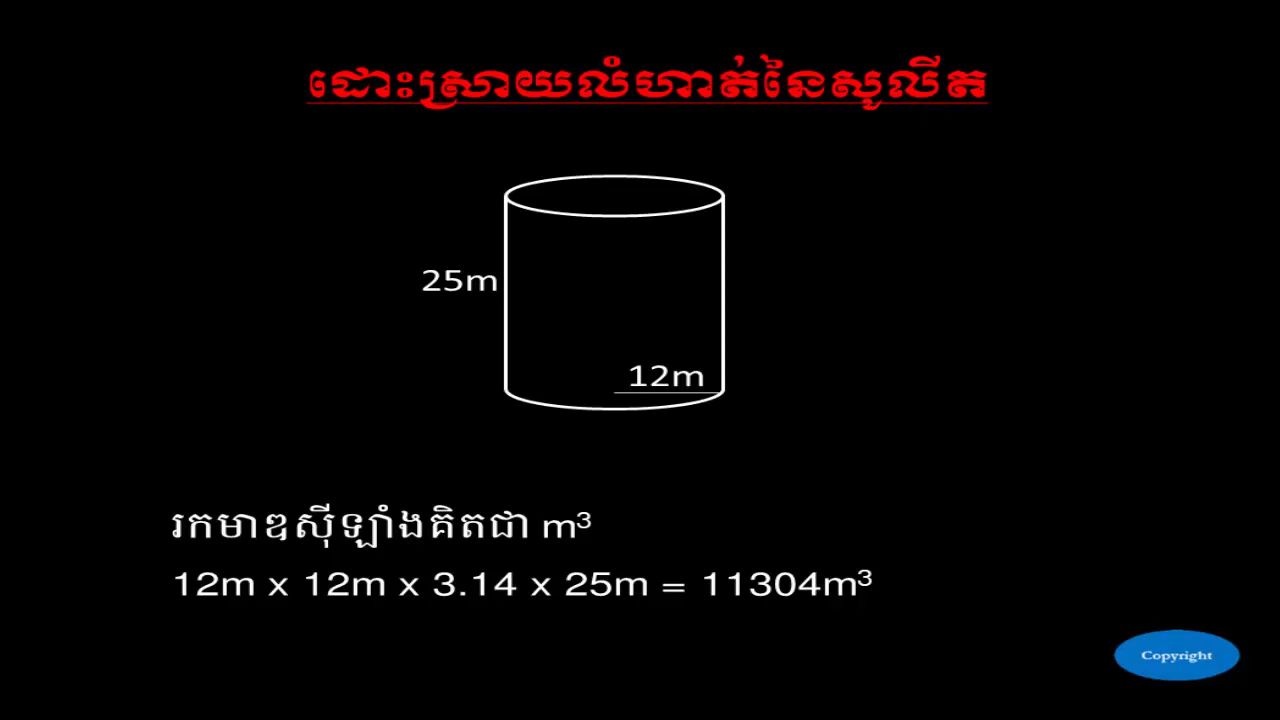 ដោះស្រាយលំហាត់នៃសូលីត
25m
12m
រកមាឌស៊ីឡាំងគិតជា m³
12m x 12m x 3.14 x 25m = 11304m³
Copyright